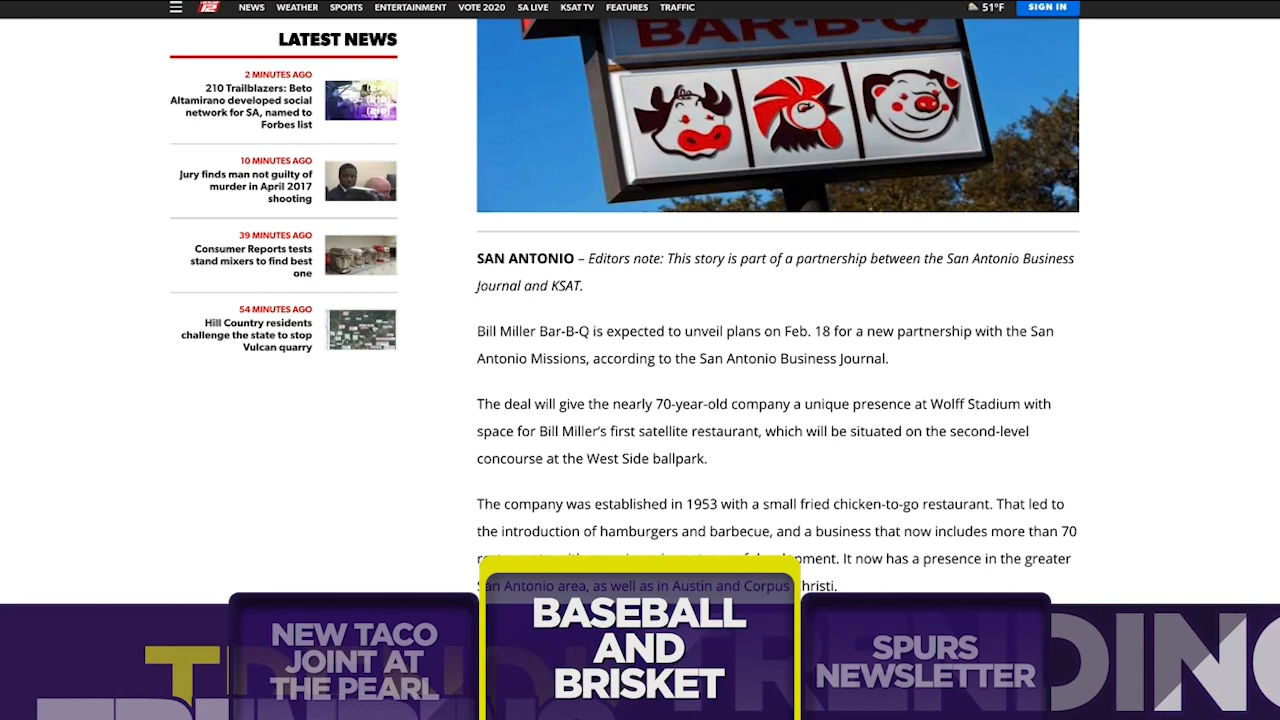 12
NEWS WEATHER SPORTS ENTERTAINMENT VOTE 2020 SA LIVE KSAT TV FEATURES TRAFFIC
51°F
SIGN IN
LATEST NEWS
2 MINUTES AGO
210 Trailblazers: Beto
Altamirano developed social
network for SA, named to
Forbes list
10 MINUTES AGO
Jury finds man not guilty of
murder in April 2017
shooting
39 MINUTES AGO
Consumer Reports tests
stand mixers to find best
one
54 MINUTES AGO
Hill Country residents
challenge the state to stop
Vulcan quarry
BAR-B-Q
SAN ANTONIO – Editors note: This story is part of a partnership between the San Antonio Business
Journal and KSAT.
Bill Miller Bar-B-Q is expected to unveil plans on Feb. 18 for a new partnership with the San
Antonio Missions, according to the San Antonio Business Journal.
The deal will give the nearly 70-year-old company a unique presence at Wolff Stadium with
space for Bill Miller's first satellite restaurant, which will be situated on the second-level
concourse at the West Side ballpark.
The company was established in 1953 with a small fried chicken-to-go restaurant. That led to
the introduction of hamburgers and barbecue, and a business that now includes more than 70
It now has a presence in the greater
San Antonio area, as well as in Austin and Corpus Christi.
NEW TACO
JOINT AT
THE PEARL
BASEBALL
AND
BRISKET
SPURS
NEWSLETTER
TRENDING